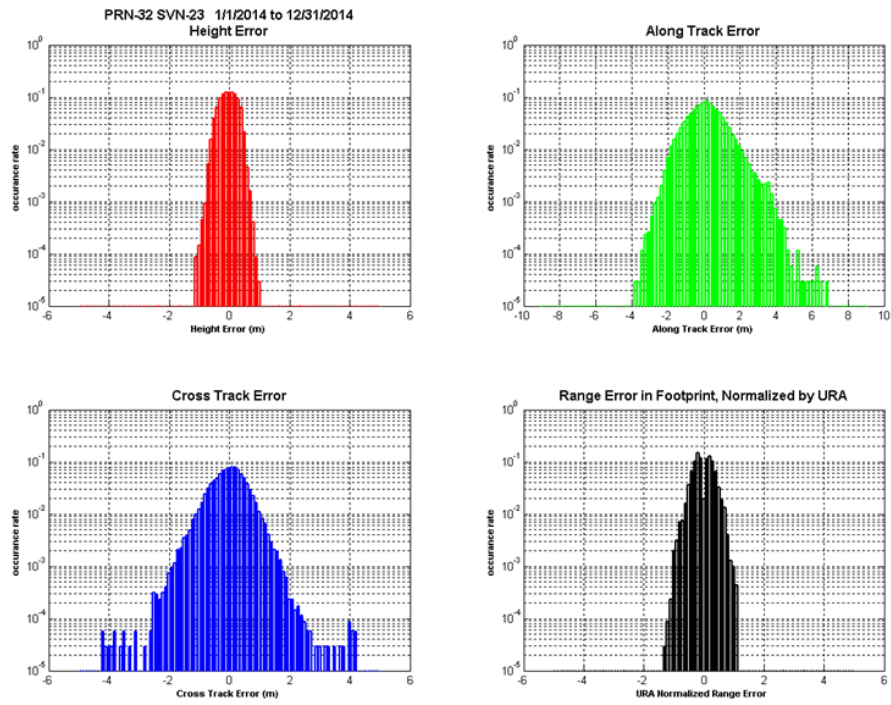 PRN-32 SVN-23 1/1/2014 to 12/31/2014
Height Error
10^0
10^-1
10^-2
10^-3
10^-4
10^-5
occurance rate
-6 -4 -2 0 2 4 6
Height Error (m)
Along Track Error
10^0
10^-1
10^-2
10^-3
10^-4
10^-5
occurance rate
-10 -8 -6 -4 -2 0 2 4 6 8 10
Along Track Error (m)
Cross Track Error
10^0
10^-1
10^-2
10^-3
10^-4
10^-5
occurance rate
-6 -4 -2 0 2 4 6
Cross Track Error (m)
Range Error in Footprint, Normalized by URA
10^0
10^-1
10^-2
10^-3
10^-4
10^-5
occurance rate
-6 -4 -2 0 2 4 6
URA Normalized Range Error